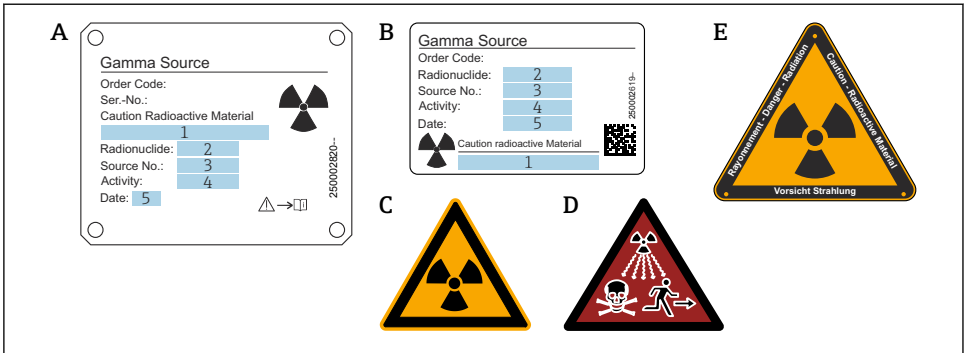 A
Gamma Source
Order Code:
Ser.-No.:
Caution Radioactive Material
1
Radionuclide: 2
Source No.: 3
Activity: 4
Date: 5
250002820--
B
Gamma Source
Order Code:
Radionuclide: 2
Source No.: 3
Activity: 4
Date: 5
Caution radioactive Material
1
250002619--
C
D
E
Rayonnement - Danger - Radiation
Caution - Radioactive Material
Vorsicht Strahlung